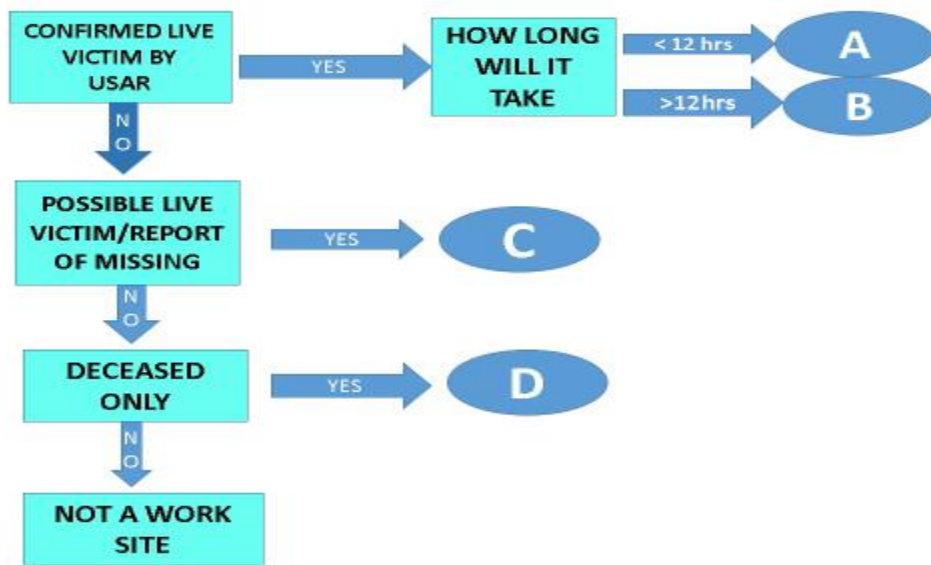 CONFIRMED LIVE
VICTIM BY
USAR
YES
HOW LONG
WILL IT
TAKE
< 12 hrs
A
>12hrs
B
N
O
POSSIBLE LIVE
VICTIM/REPORT
OF MISSING
YES
C
N
O
DECEASED
ONLY
YES
D
N
O
NOT A WORK
SITE